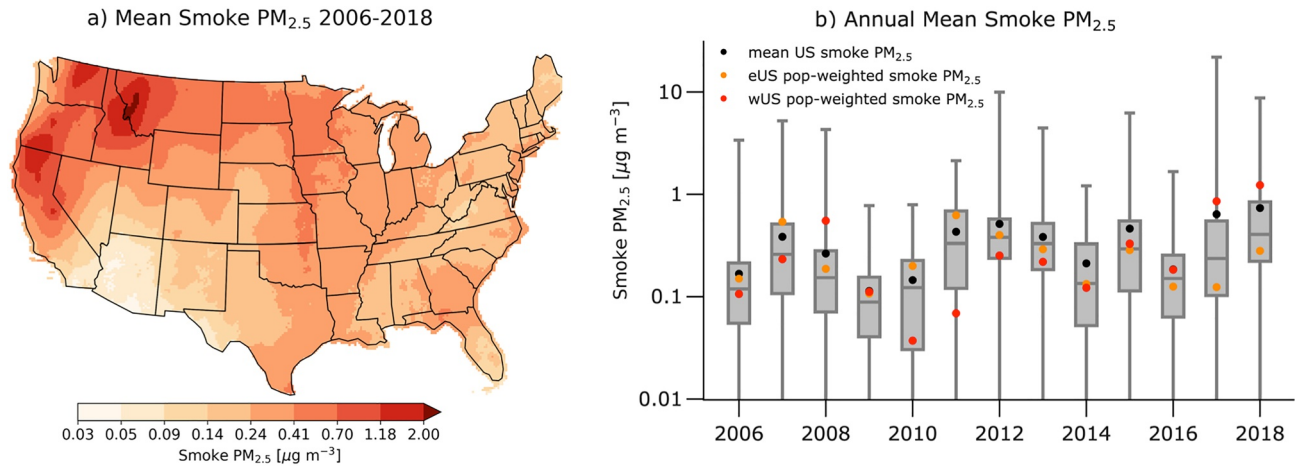 a) Mean Smoke PM2.5 2006-2018
0.03 0.05 0.09 0.14 0.24 0.41 0.70 1.18 2.00
Smoke PM2.5 [μg m−3]
b) Annual Mean Smoke PM2.5
mean US smoke PM2.5
eUS pop-weighted smoke PM2.5
wUS pop-weighted smoke PM2.5
Smoke PM2.5 [μg m−3]
10
1
0.1
0.01
2006 2008 2010 2012 2014 2016 2018